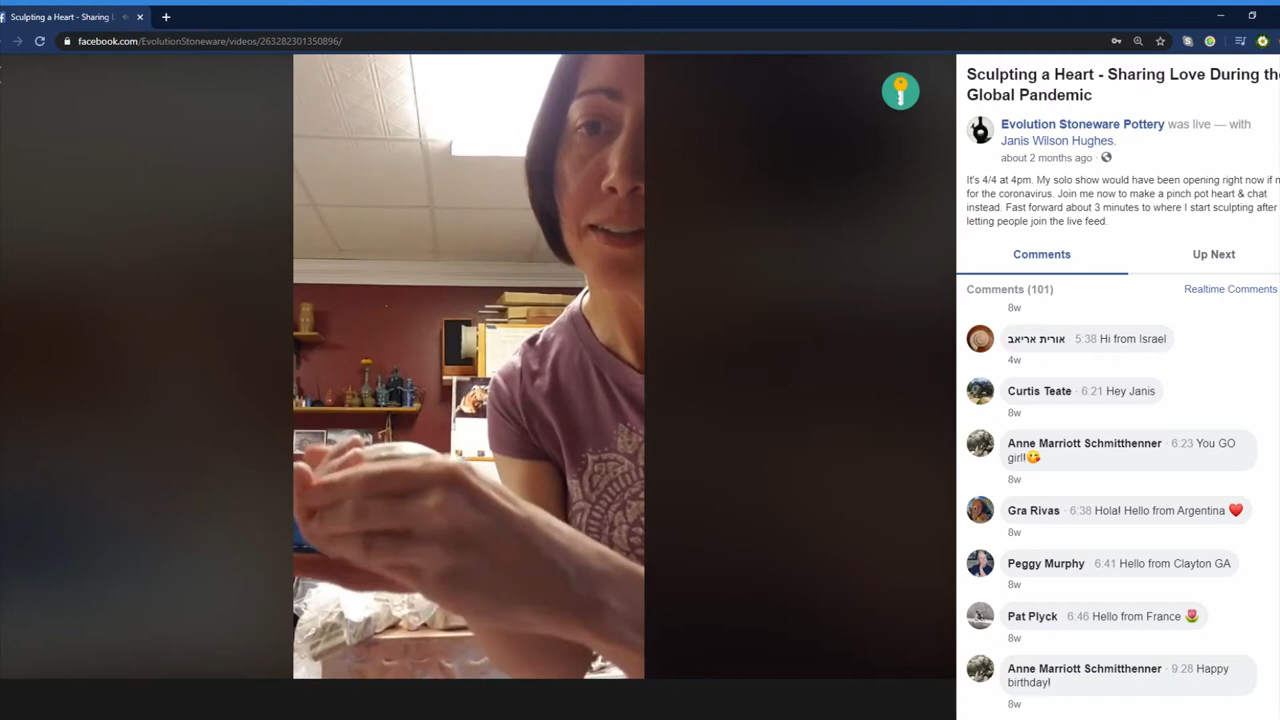 Sculpting a Heart - Sharing L
facebook.com/EvolutionStoneware/videos/263282301350896/
Sculpting a Heart - Sharing Love During th
Global Pandemic
Evolution Stoneware Pottery was live — with
Janis Wilson Hughes.
about 2 months ago ·
It's 4/4 at 4pm. My solo show would have been opening right now if n
for the coronavirus. Join me now to make a pinch pot heart & chat
instead. Fast forward about 3 minutes to where I start sculpting after
letting people join the live feed.
Comments
Up Next
Comments (101)
Realtime Comments
8w
אורית אריאב 5:38 Hi from Israel
4w
Curtis Teate · 6:21 Hey Janis
8w
Anne Marriott Schmitthenner · 6:23 You GO
girl!😘
8w
Gra Rivas · 6:38 Hola! Hello from Argentina ❤️
8w
Peggy Murphy · 6:41 Hello from Clayton GA
8w
Pat Plyck · 6:46 Hello from France 🌷
8w
Anne Marriott Schmitthenner · 9:28 Happy
birthday!
8w